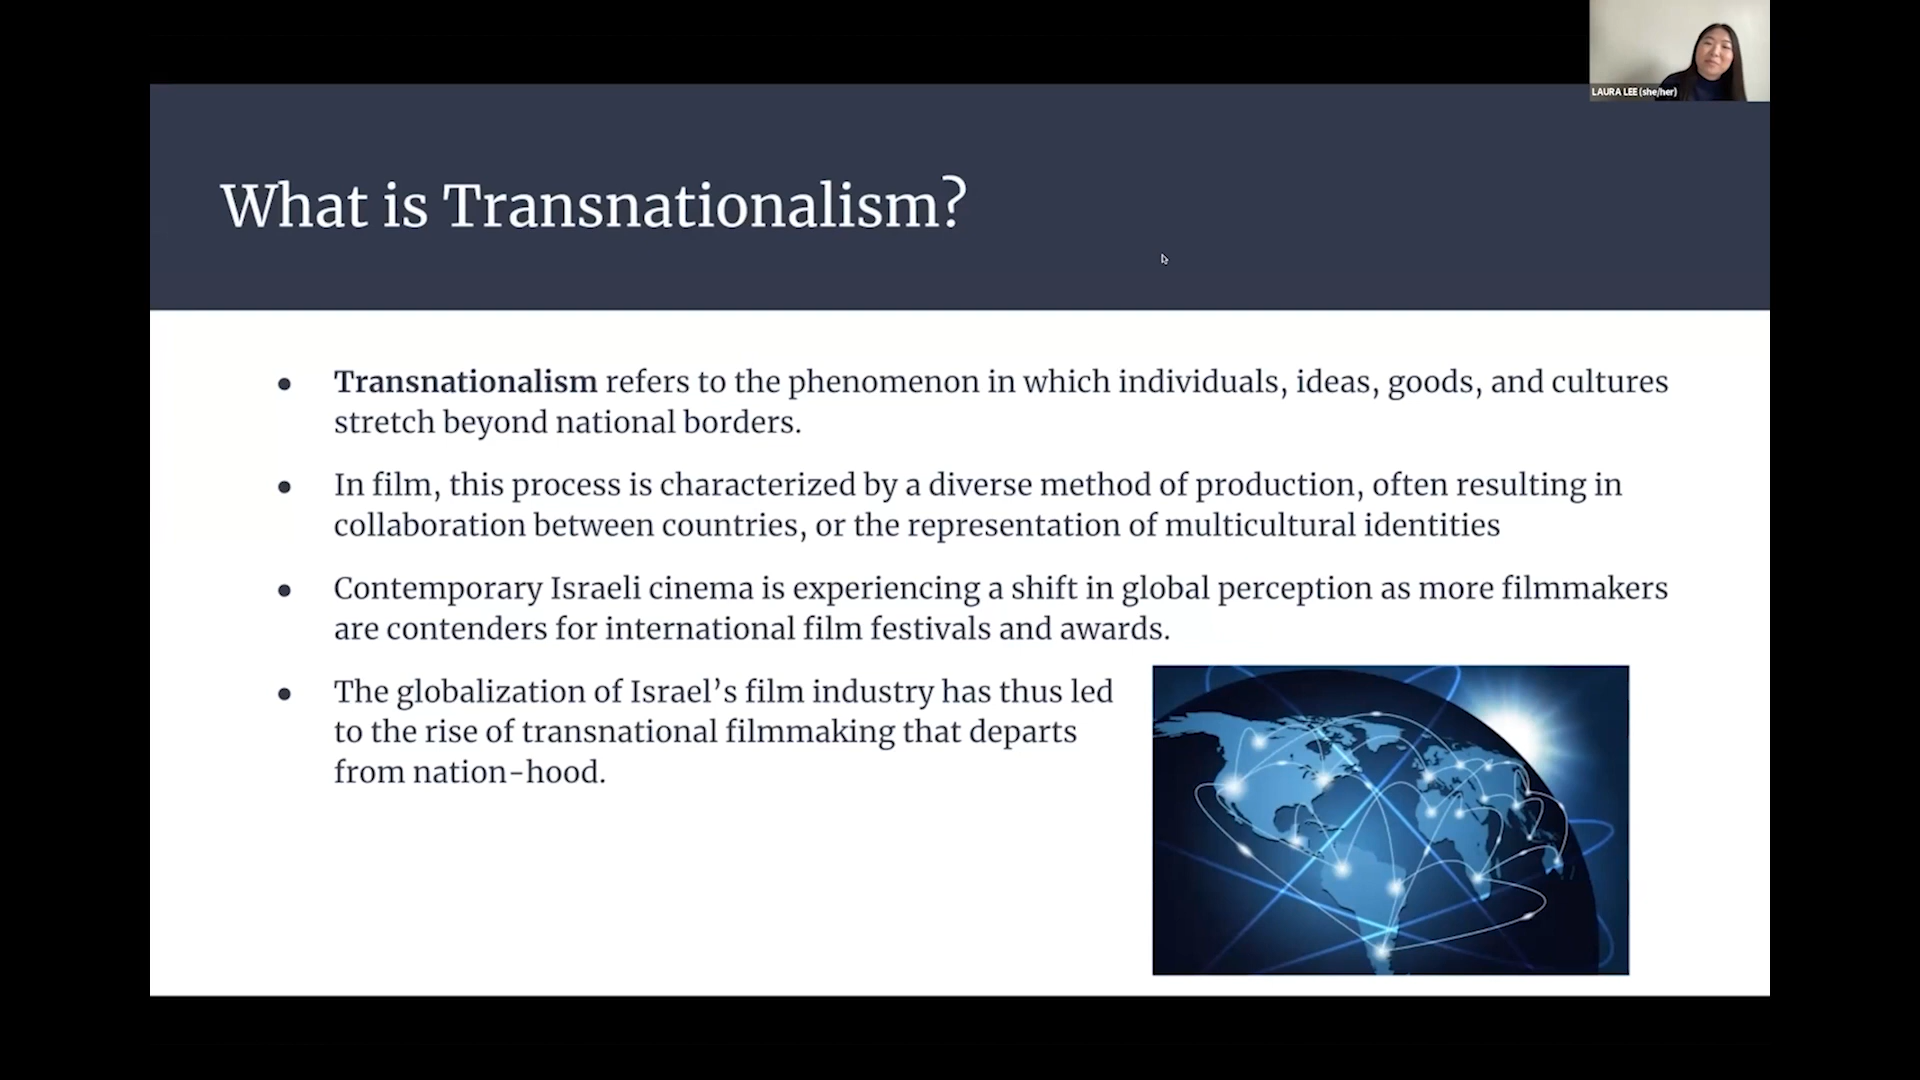 LAURA LEE (she/her)
What is Transnationalism?
● Transnationalism refers to the phenomenon in which individuals, ideas, goods, and cultures
stretch beyond national borders.
● In film, this process is characterized by a diverse method of production, often resulting in
collaboration between countries, or the representation of multicultural identities
● Contemporary Israeli cinema is experiencing a shift in global perception as more filmmakers
are contenders for international film festivals and awards.
● The globalization of Israel’s film industry has thus led
to the rise of transnational filmmaking that departs
from nation-hood.